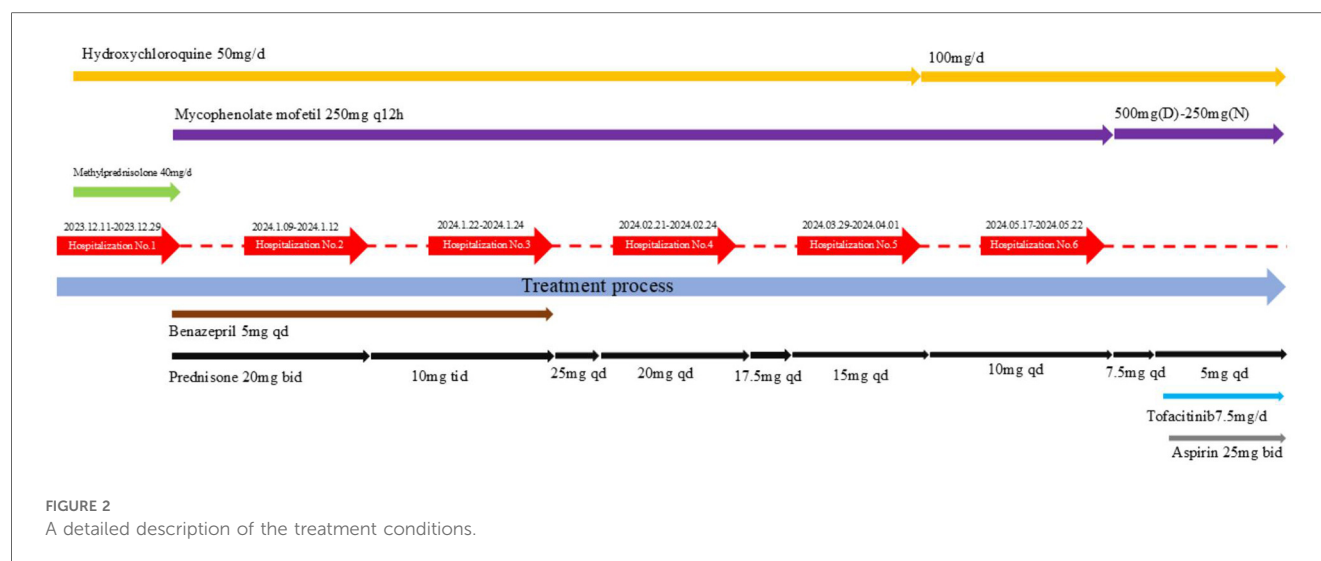 Hydroxychloroquine 50mg/d
100mg/d
Mycophenolate mofetil 250mg q12h
500mg(D)-250mg(N)
Methylprednisolone 40mg/d
2023.12.11-2023.12.29
2024.1.09-2024.1.12
2024.1.22-2024.1.24
2024.02.21-2024.02.24
2024.03.29-2024.04.01
2024.05.17-2024.05.22
Hospitalization No.1
Hospitalization No.2
Hospitalization No.3
Hospitalization No.4
Hospitalization No.5
Hospitalization No.6
Treatment process
Benazepril 5mg qd
Prednisone 20mg bid
10mg tid
25mg qd
20mg qd
17.5mg qd
15mg qd
10mg qd
7.5mg qd
5mg qd
Tofacitinib7.5mg/d
Aspirin 25mg bid
FIGURE 2
A detailed description of the treatment conditions.